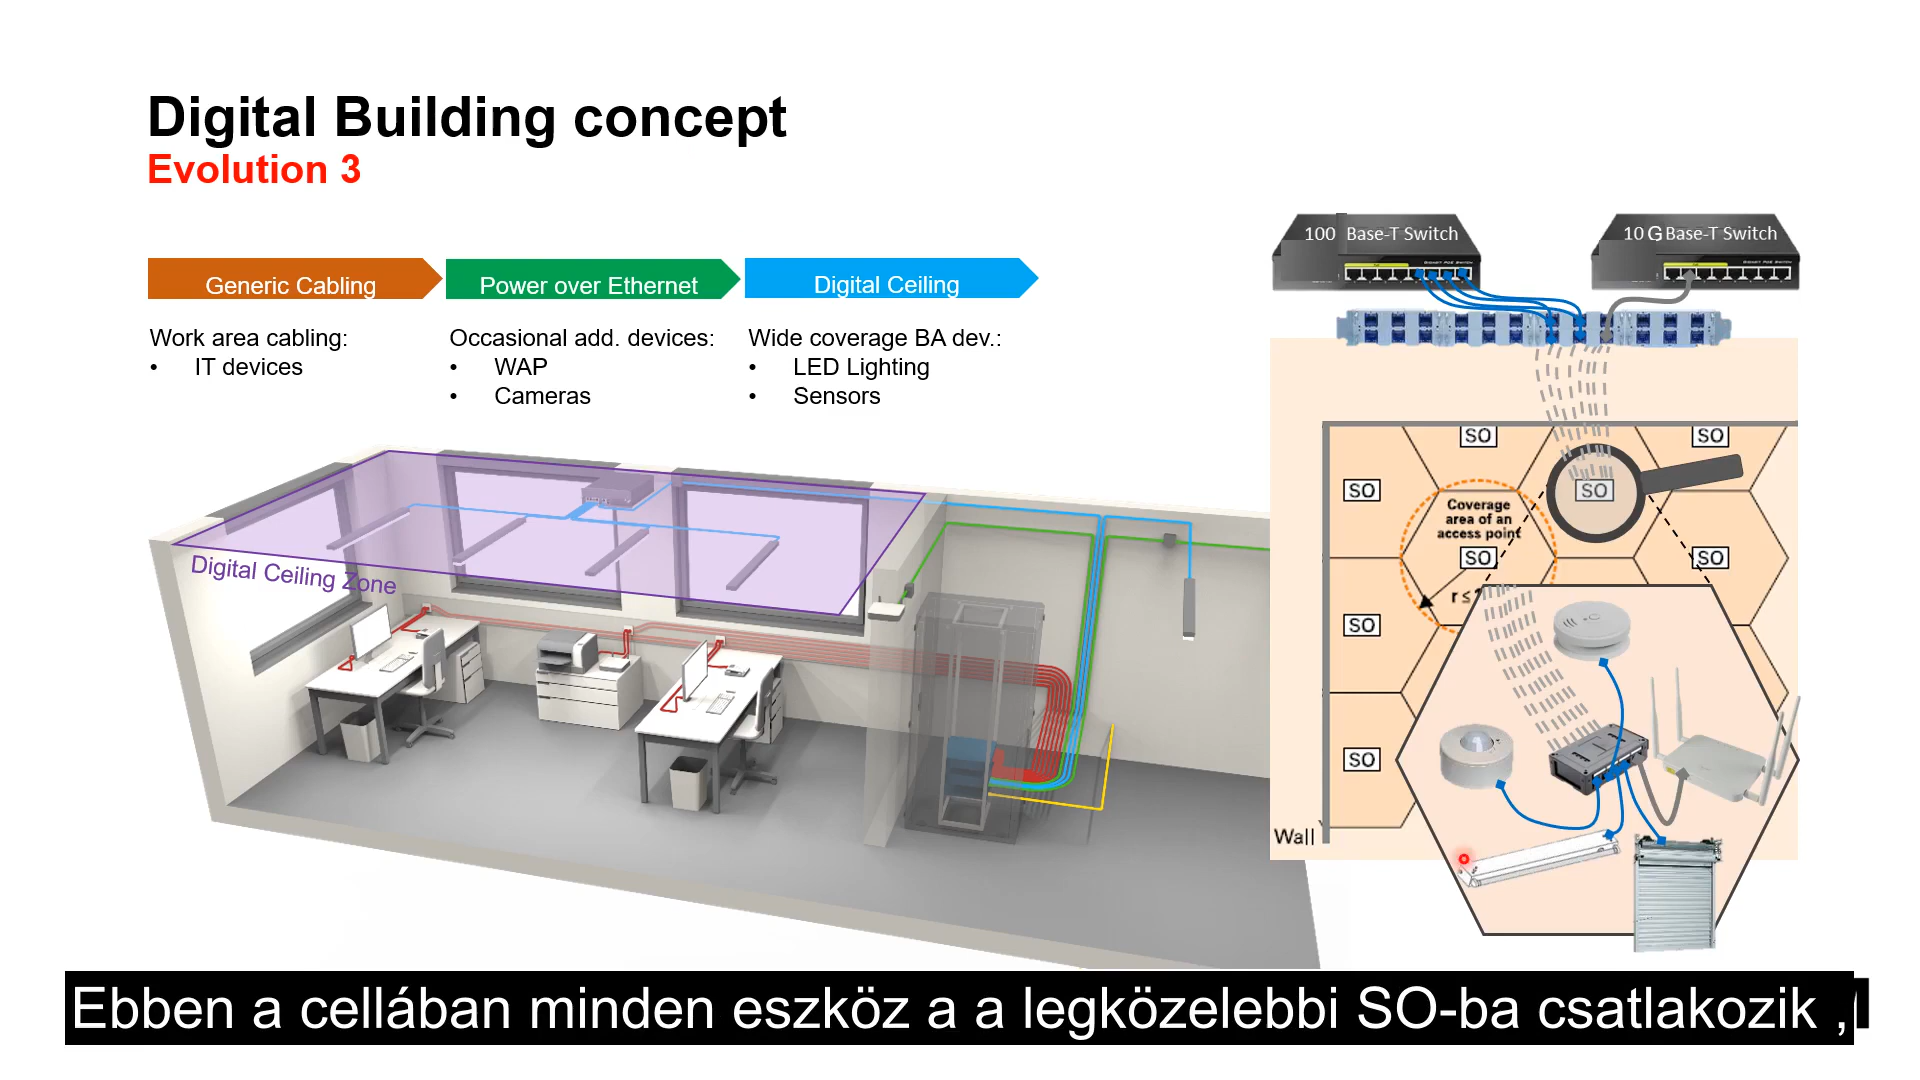 Digital Building concept
Evolution 3
Generic Cabling
Power over Ethernet
Digital Ceiling
Work area cabling:
• IT devices
Occasional add. devices:
• WAP
• Cameras
Wide coverage BA dev.:
• LED Lighting
• Sensors
Digital Ceiling Zone
100 Base-T Switch
10 G Base-T Switch
SO
SO
SO
SO
Coverage
area of an
access point
SO
SO
r ≤
SO
SO
Wall
Ebben a cellában minden eszköz a a legközelebbi SO-ba csatlakozik ,